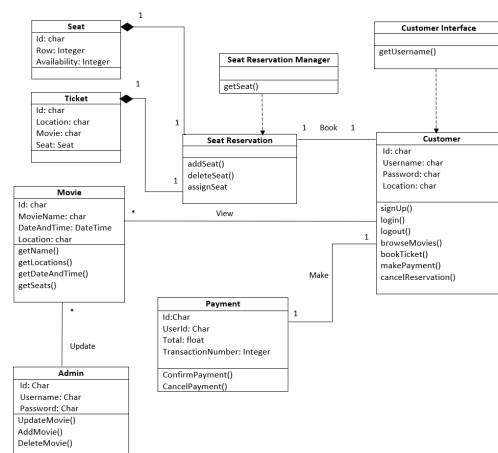 Seat
Id: char
Row: Integer
Availability: Integer
1
1
Ticket
Id: char
Location: char
Movie: char
Seat: Seat
1
1
Seat Reservation Manager
getSeat()
Customer Interface
getUsername()
Seat Reservation
addSeat()
deleteSeat()
assignSeat
1 Book 1
Customer
Id: char
Username: char
Password: char
Location: char
signUp()
login()
logout()
browseMovies()
bookTicket()
makePayment()
cancelReservation()
Movie
Id: char
MovieName: char
DateAndTime: DateTime
Location: char
getName()
getLocations()
getDateAndTime()
getSeats()
* View
1
Make
1
Payment
Id:Char
UserId: Char
Total: float
TransactionNumber: Integer
ConfirmPayment()
CancelPayment()
*
Update
Admin
Id: Char
Username: Char
Password: Char
UpdateMovie()
AddMovie()
DeleteMovie()